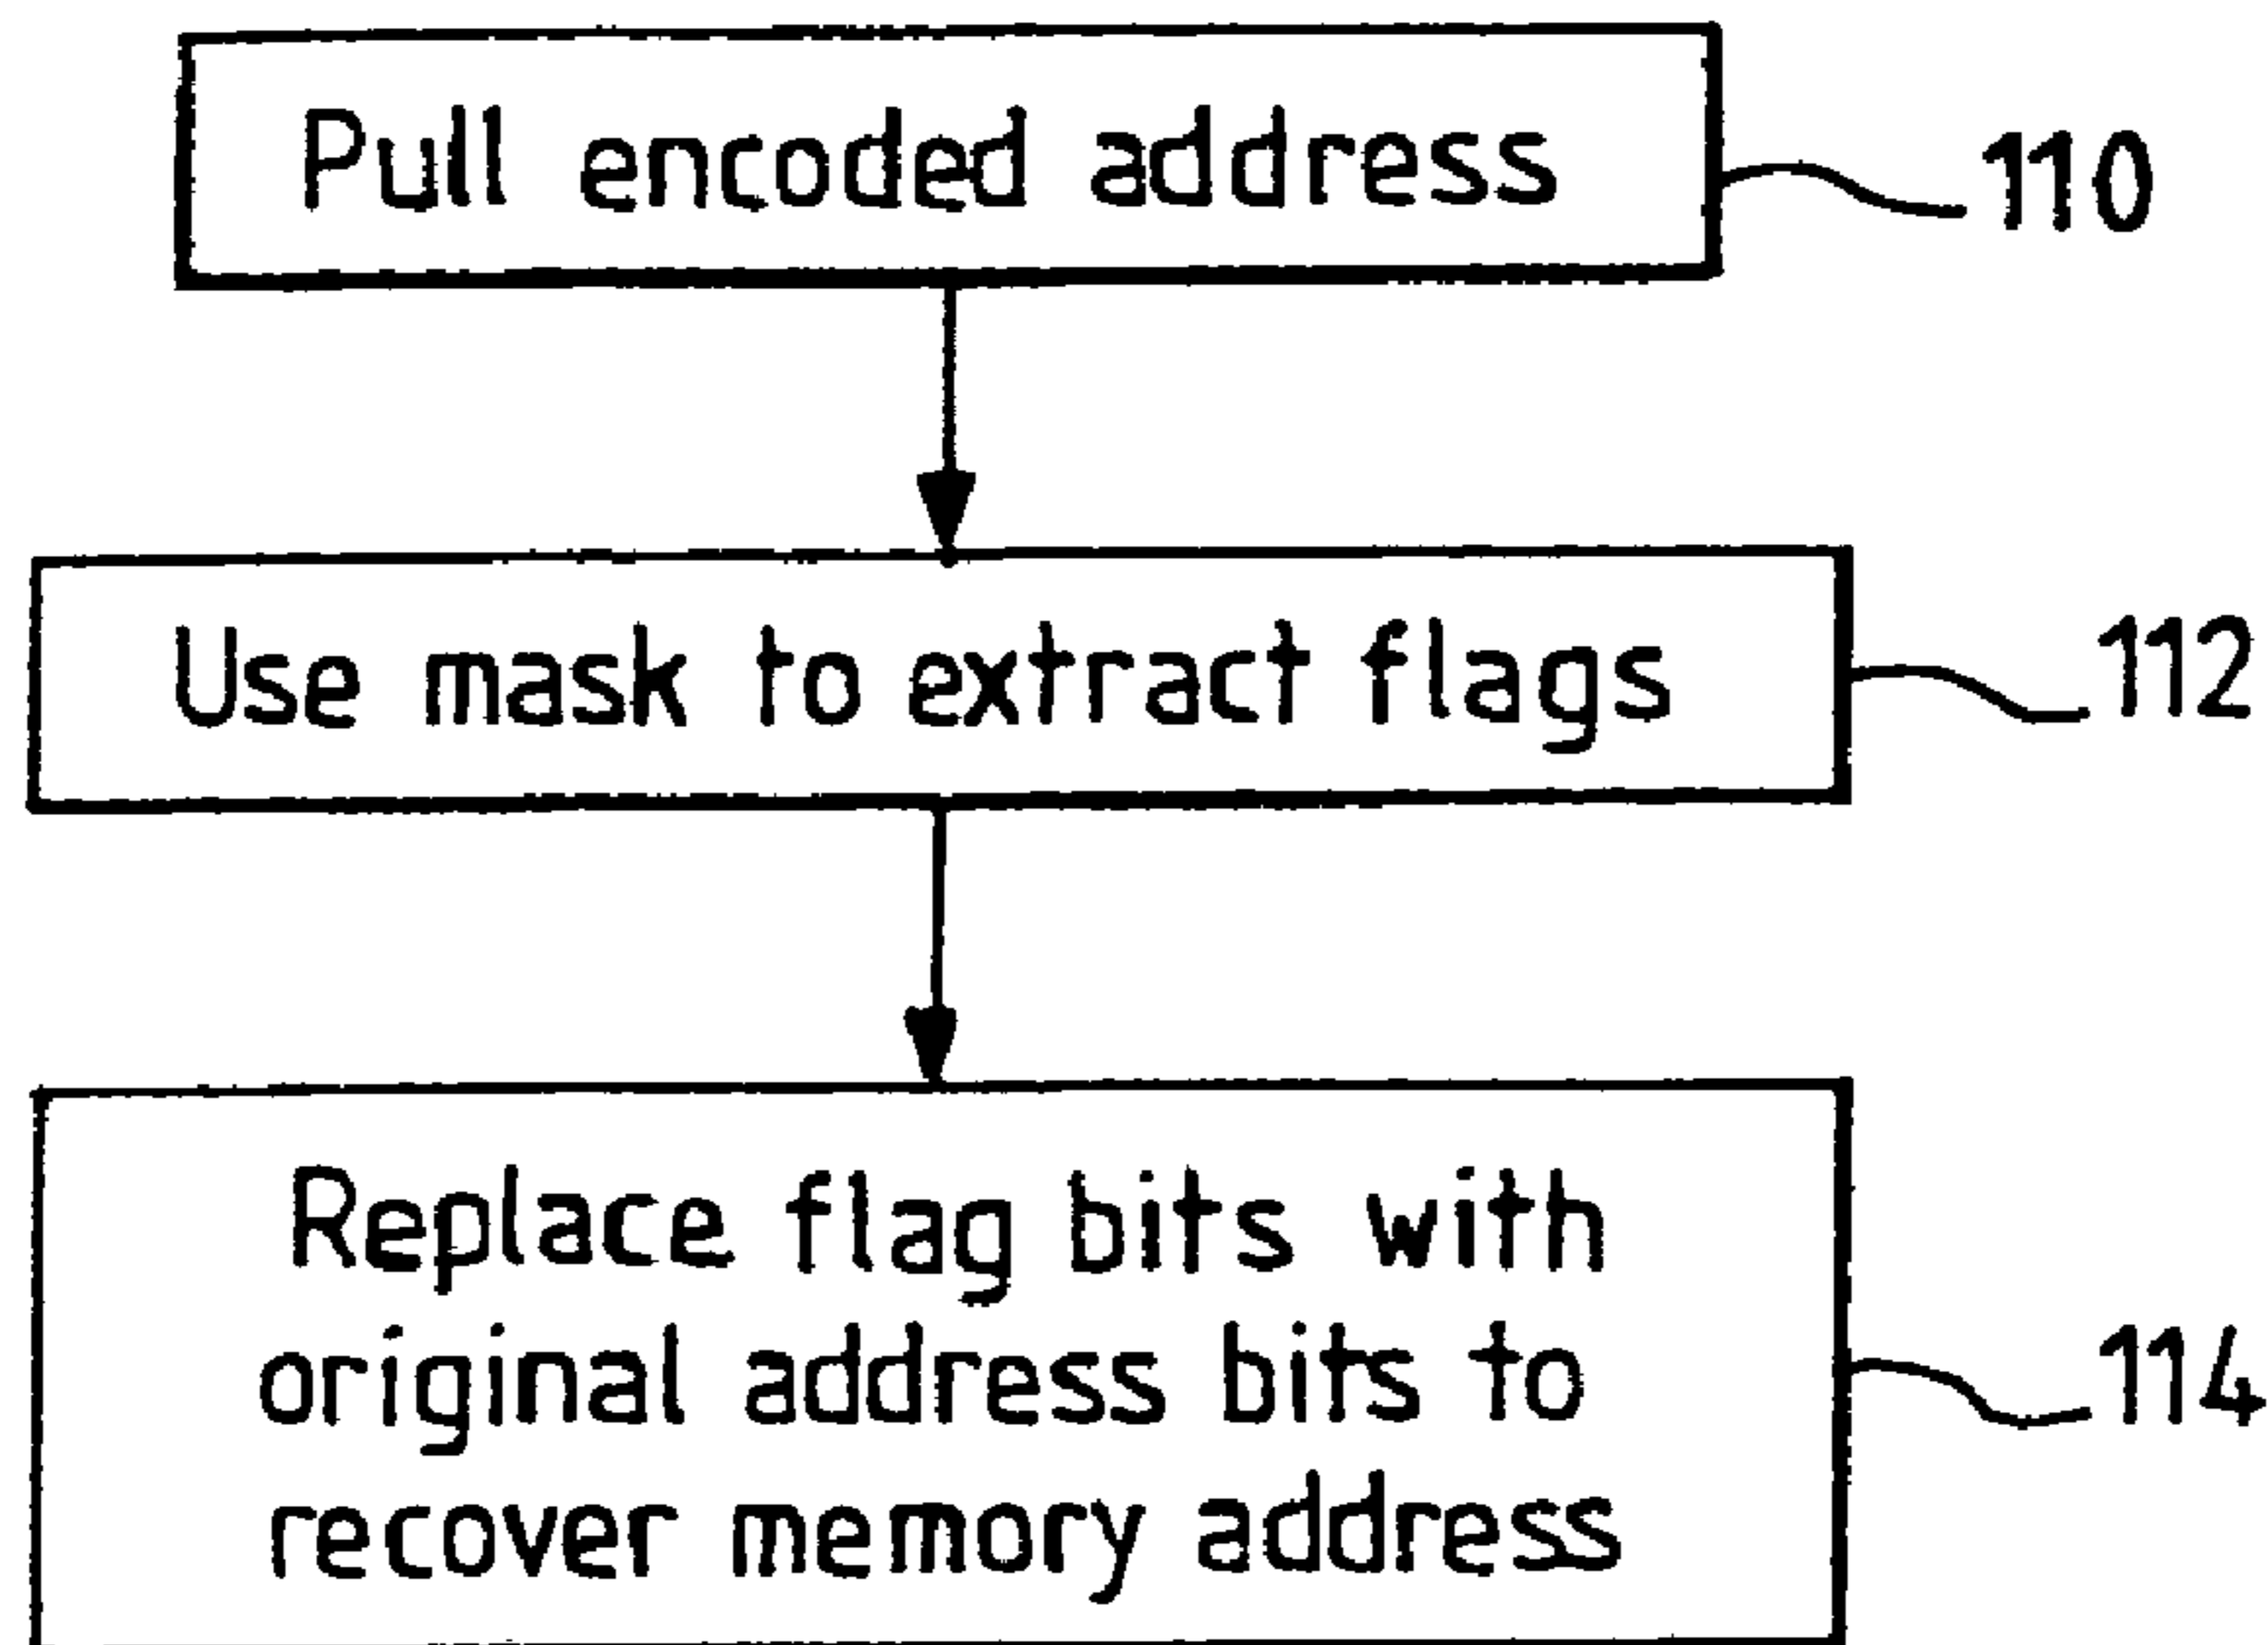 Pull encoded address
110
Use mask to extract flags
112
Replace flag bits with
original address bits to
recover memory address
114